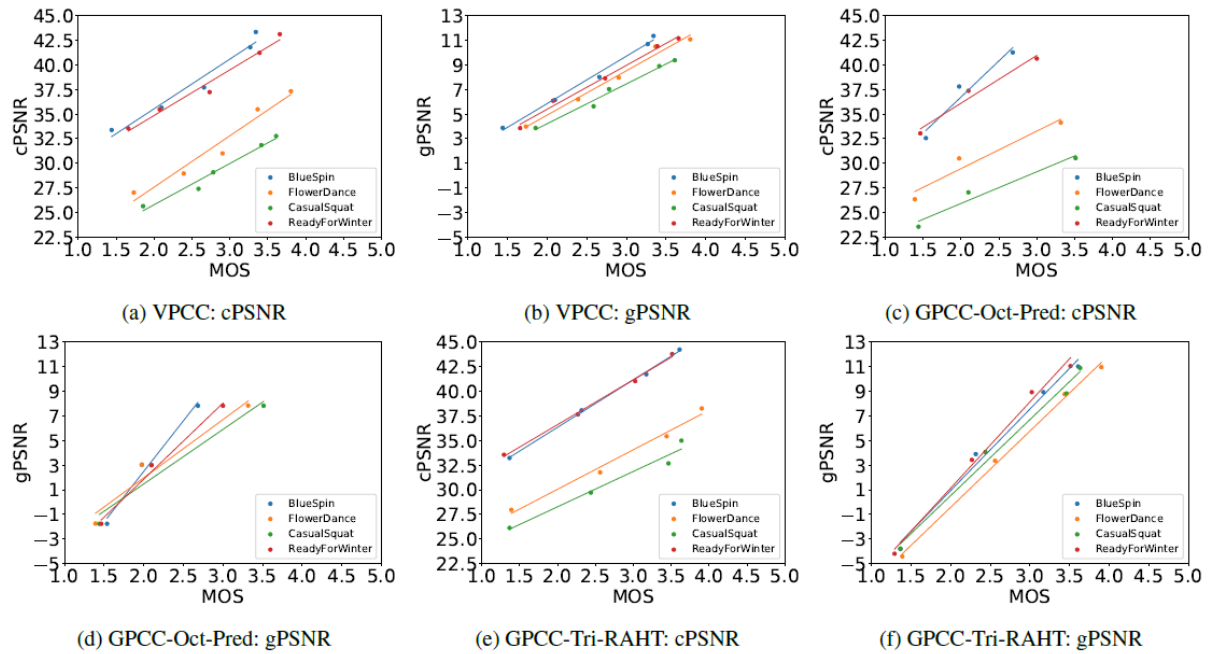 45.0
42.5
40.0
37.5
35.0
32.5
30.0
27.5
25.0
22.5
cPSNR
1.0 1.5 2.0 2.5 3.0 3.5 4.0 4.5 5.0
MOS
BlueSpin
FlowerDance
CasualSquat
ReadyForWinter
(a) VPCC: cPSNR
13
11
9
7
5
3
1
−1
−3
−5
gPSNR
1.0 1.5 2.0 2.5 3.0 3.5 4.0 4.5 5.0
MOS
BlueSpin
FlowerDance
CasualSquat
ReadyForWinter
(b) VPCC: gPSNR
45.0
42.5
40.0
37.5
35.0
32.5
30.0
27.5
25.0
22.5
cPSNR
1.0 1.5 2.0 2.5 3.0 3.5 4.0 4.5 5.0
MOS
BlueSpin
FlowerDance
CasualSquat
ReadyForWinter
(c) GPCC-Oct-Pred: cPSNR
13
11
9
7
5
3
1
−1
−3
−5
gPSNR
1.0 1.5 2.0 2.5 3.0 3.5 4.0 4.5 5.0
MOS
BlueSpin
FlowerDance
CasualSquat
ReadyForWinter
(d) GPCC-Oct-Pred: gPSNR
45.0
42.5
40.0
37.5
35.0
32.5
30.0
27.5
25.0
22.5
cPSNR
1.0 1.5 2.0 2.5 3.0 3.5 4.0 4.5 5.0
MOS
BlueSpin
FlowerDance
CasualSquat
ReadyForWinter
(e) GPCC-Tri-RAHT: cPSNR
13
11
9
7
5
3
1
−1
−3
−5
gPSNR
1.0 1.5 2.0 2.5 3.0 3.5 4.0 4.5 5.0
MOS
BlueSpin
FlowerDance
CasualSquat
ReadyForWinter
(f) GPCC-Tri-RAHT: gPSNR